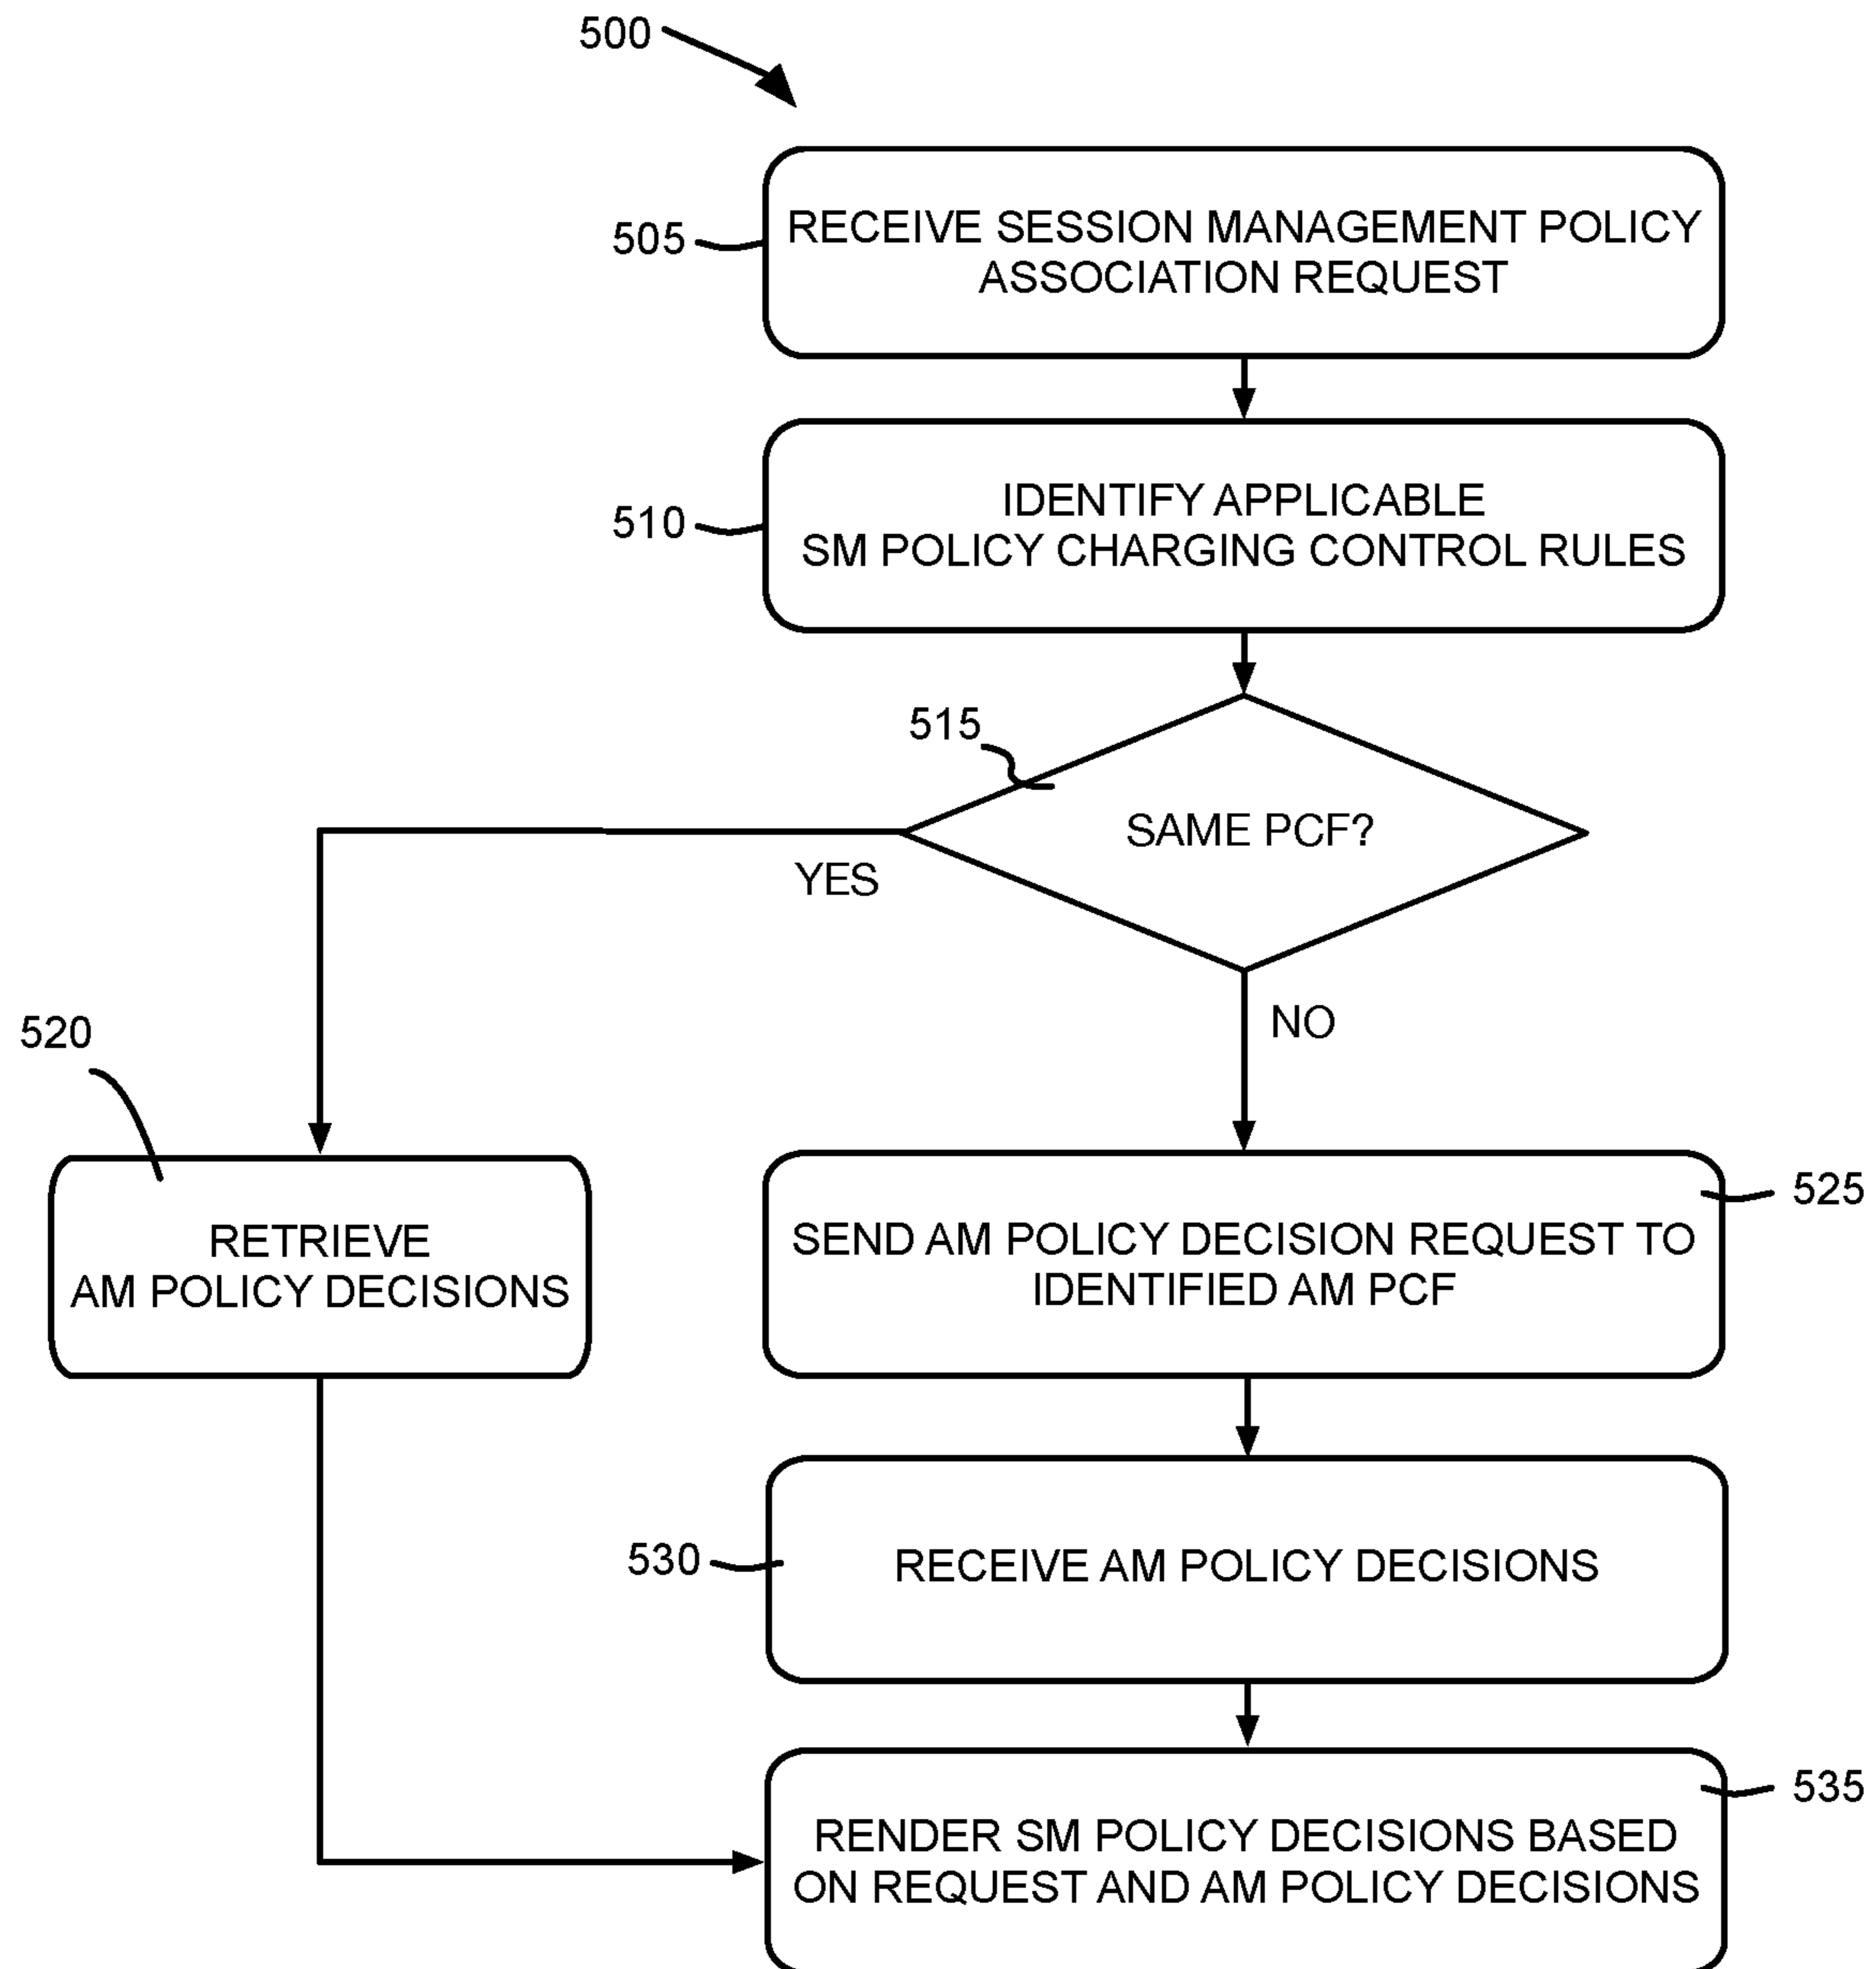 500
505
RECEIVE SESSION MANAGEMENT POLICY
ASSOCIATION REQUEST
510
IDENTIFY APPLICABLE
SM POLICY CHARGING CONTROL RULES
515
SAME PCF?
YES
NO
520
RETRIEVE
AM POLICY DECISIONS
525
SEND AM POLICY DECISION REQUEST TO
IDENTIFIED AM PCF
530
RECEIVE AM POLICY DECISIONS
535
RENDER SM POLICY DECISIONS BASED
ON REQUEST AND AM POLICY DECISIONS